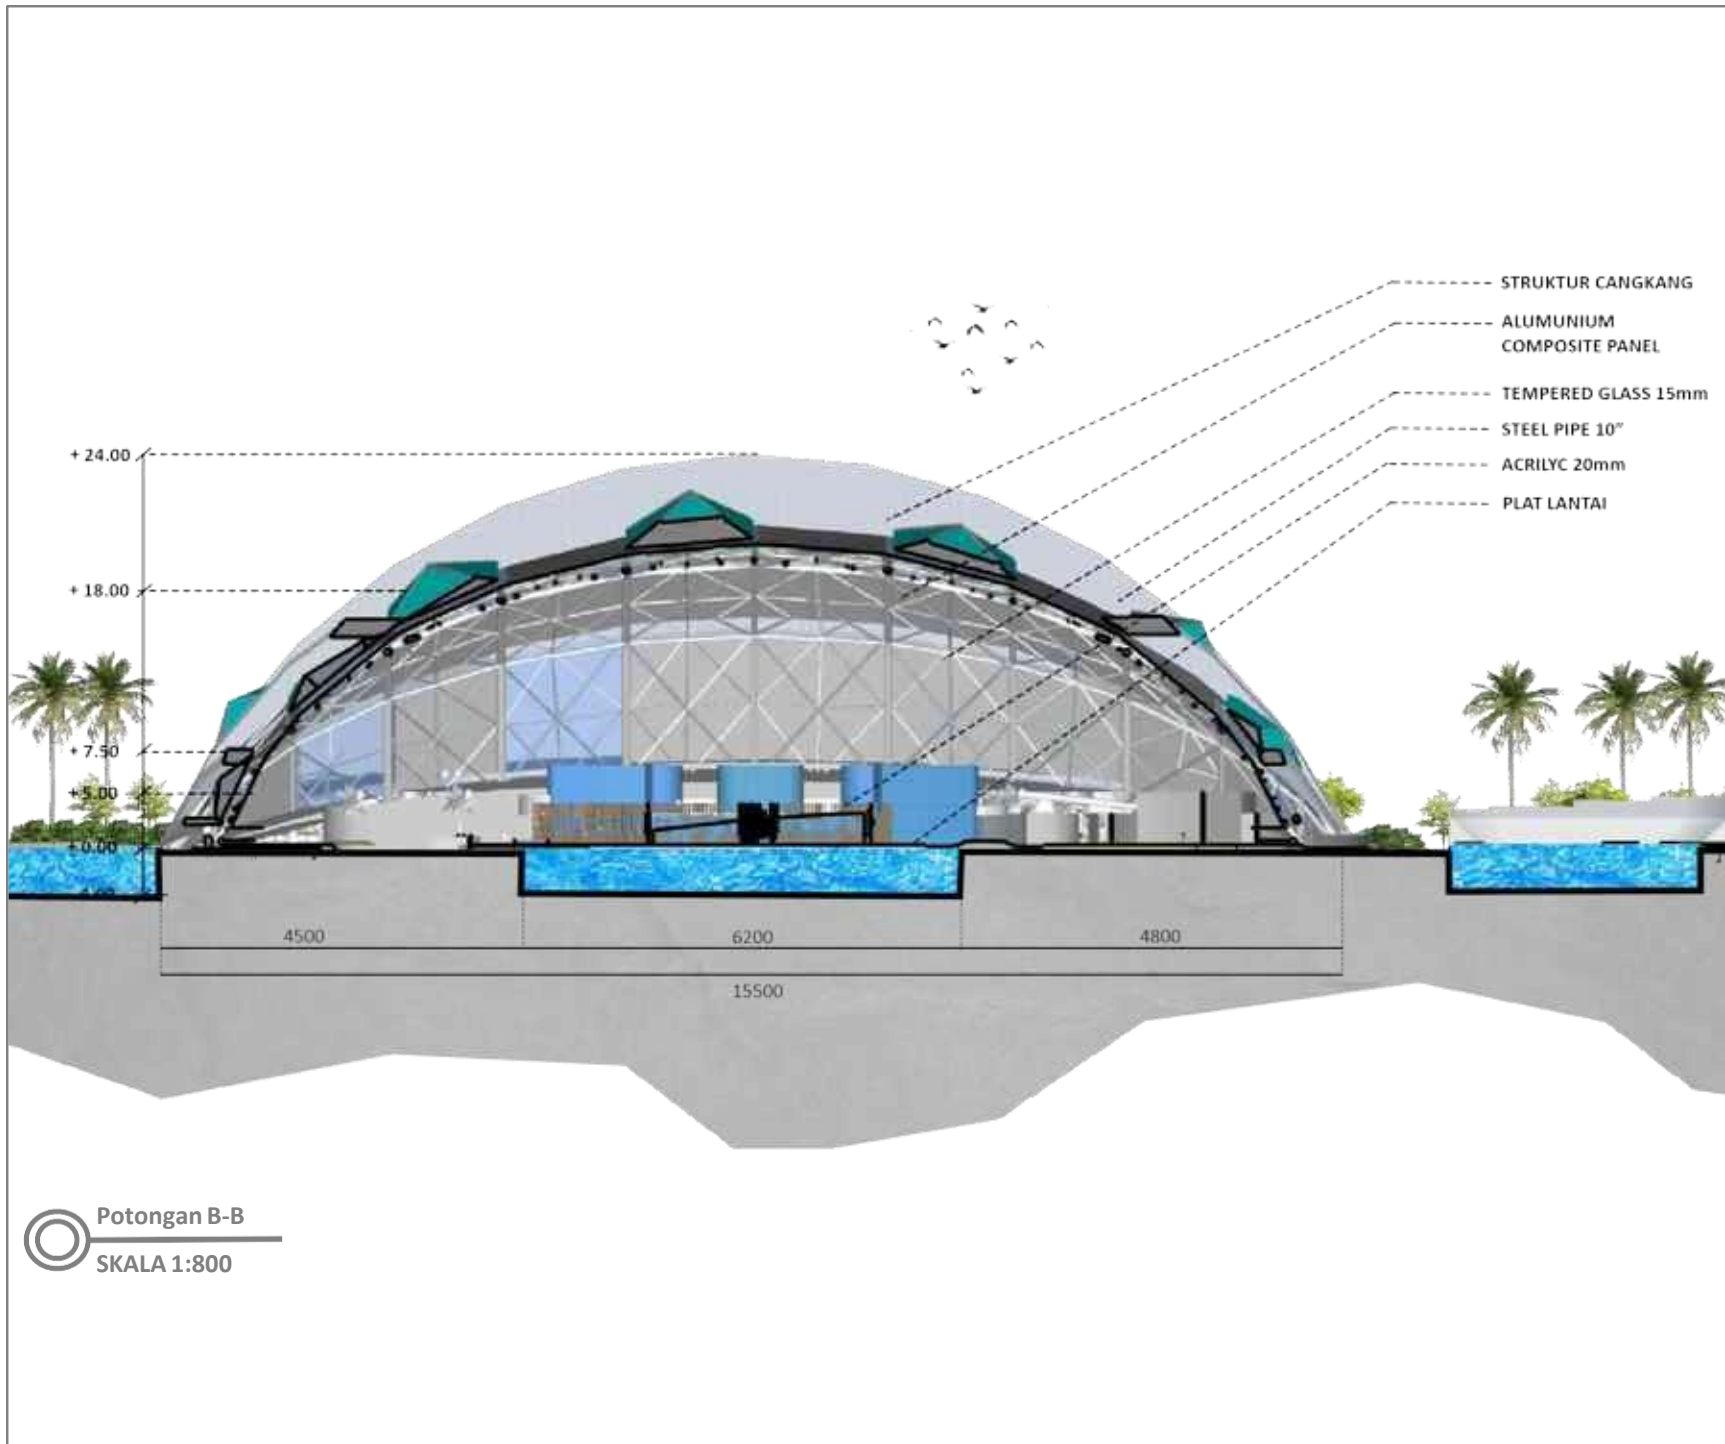 STRUKTUR CANGKANG
ALUMUNIUM
COMPOSITE PANEL
TEMPERED GLASS 15mm
STEEL PIPE 10”
ACRILYC 20mm
PLAT LANTAI
+ 24.00
+ 18.00
+ 7.50
+ 5.00
+ 0.00
4500
6200
4800
15500
Potongan B-B
SKALA 1:800